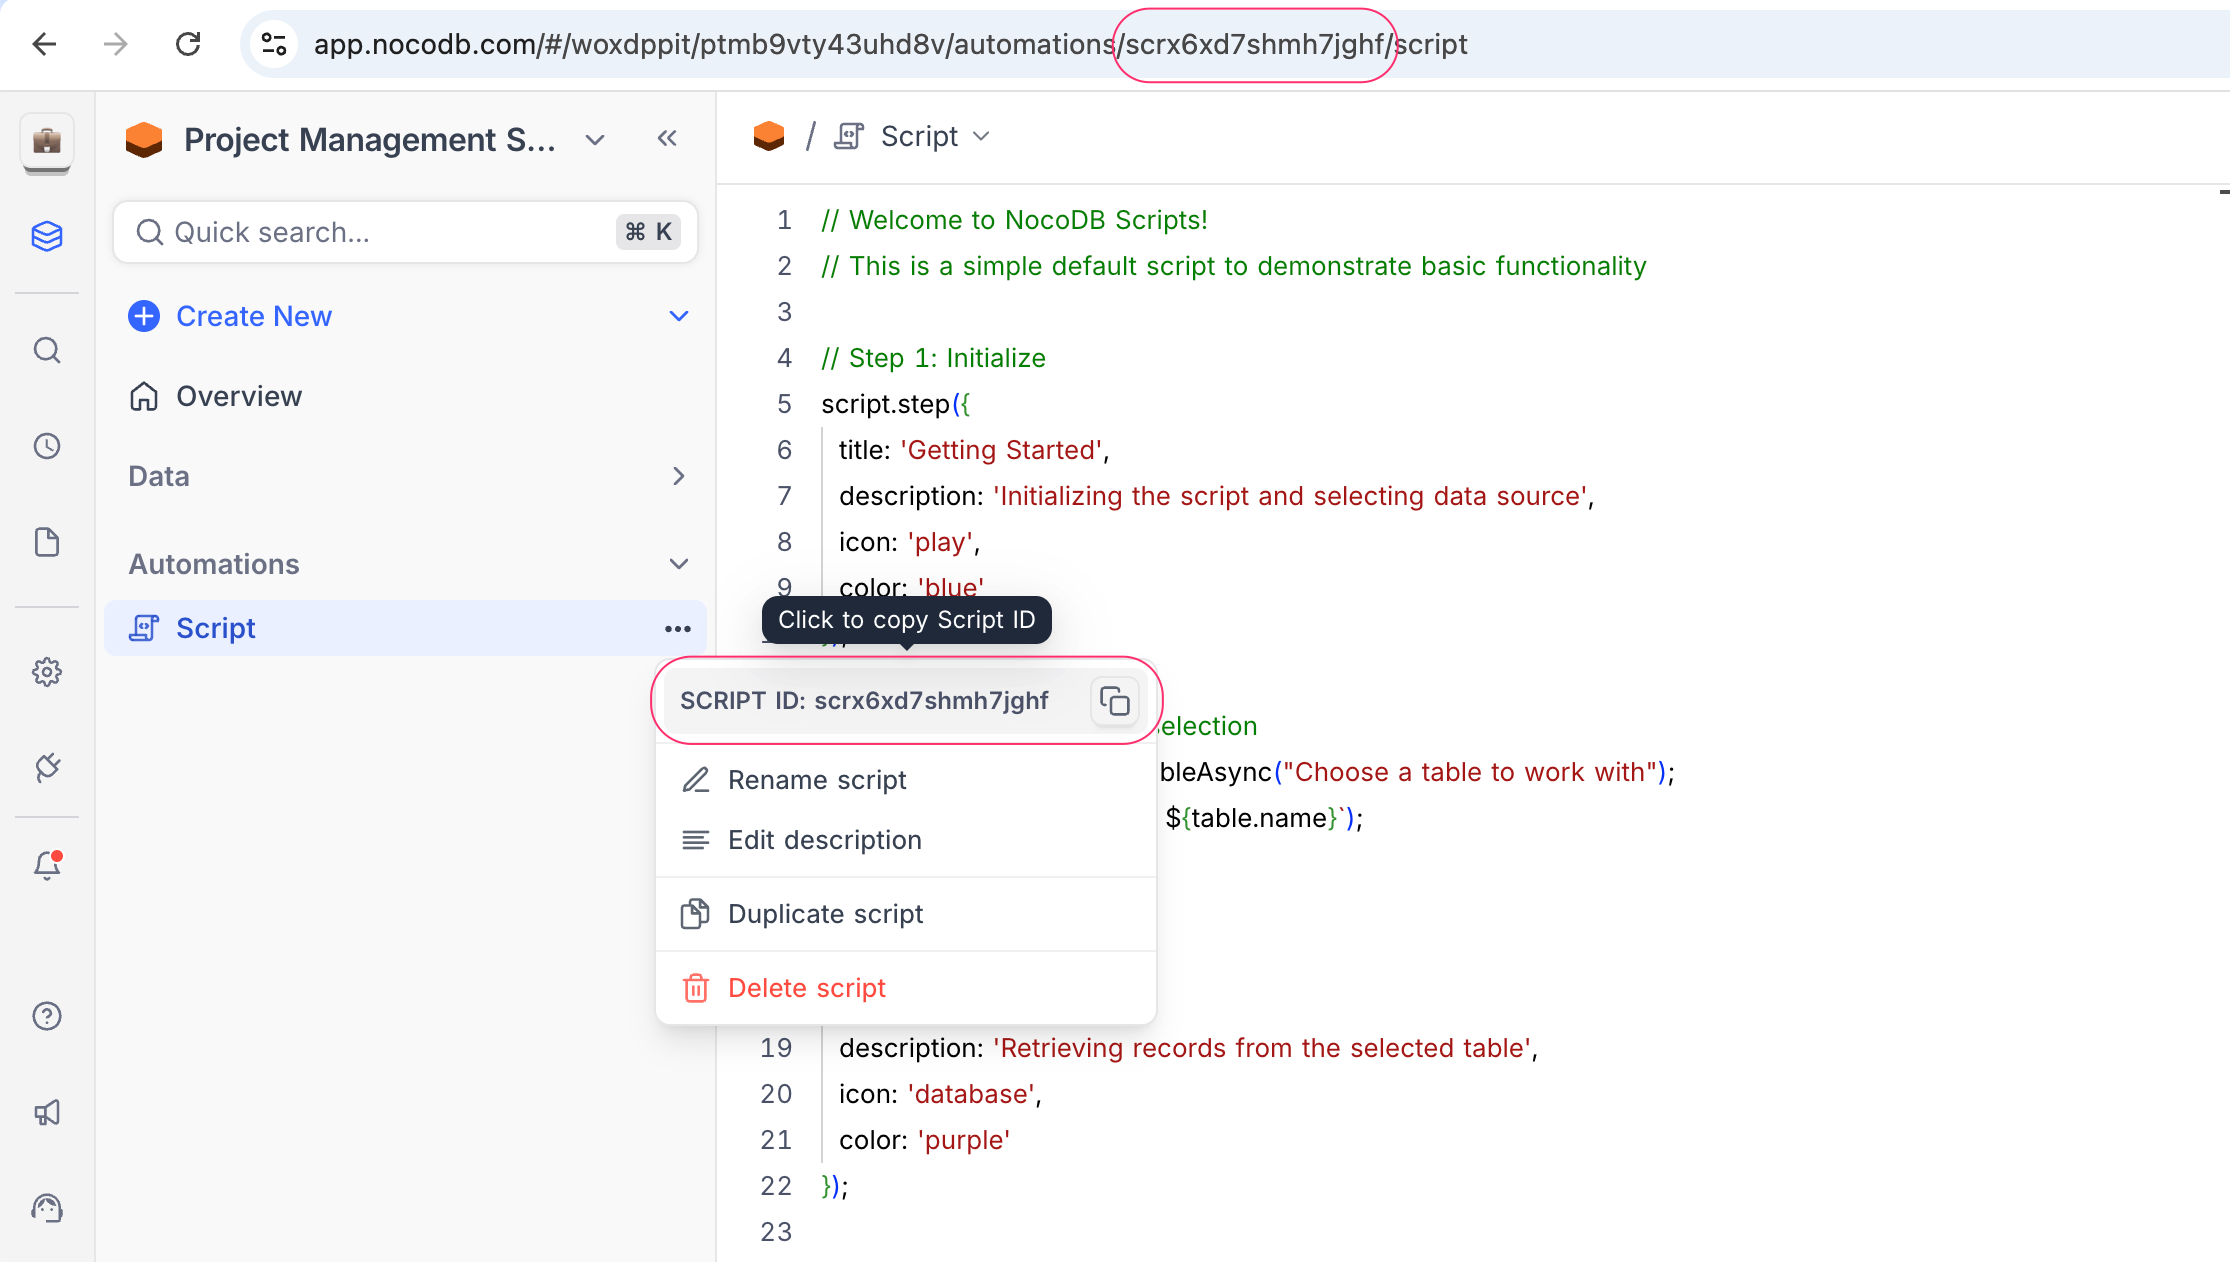 app.nocodb.com/#/woxdppit/ptmb9vty43uhd8v/automations/scrx6xd7shmh7jghf/script
Project Management S...
Quick search...
⌘ K
Create New
Overview
Data
Automations
Script
/ Script
1 // Welcome to NocoDB Scripts!
2 // This is a simple default script to demonstrate basic functionality
3
4 // Step 1: Initialize
5 script.step({
6 title: 'Getting Started',
7 description: 'Initializing the script and selecting data source',
8 icon: 'play',
9 color: 'blue'
Click to copy Script ID
SCRIPT ID: scrx6xd7shmh7jghf
Rename script
Edit description
Duplicate script
Delete script
election
bleAsync("Choose a table to work with");
${table.name}`);
19 description: 'Retrieving records from the selected table',
20 icon: 'database',
21 color: 'purple'
22 });
23